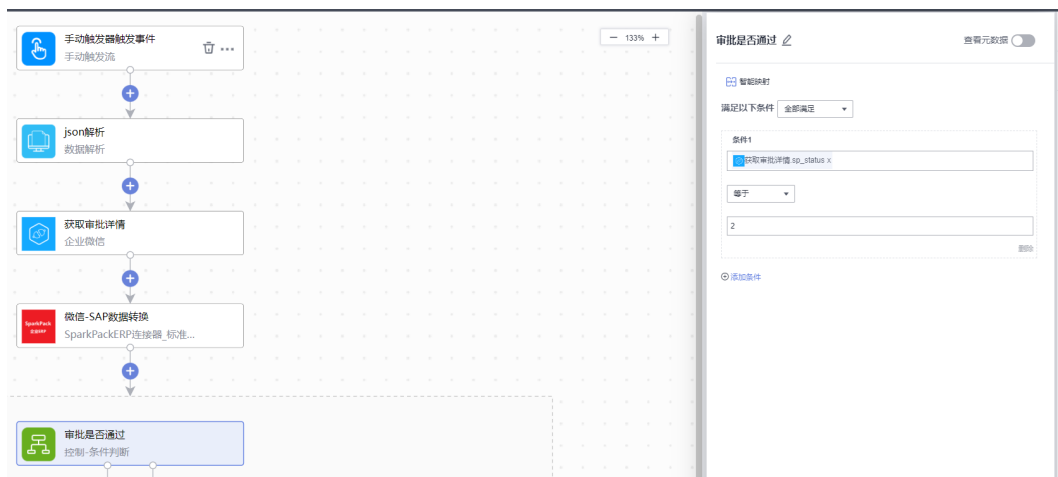 手动触发器触发事件
手动触发流
133%
json解析
数据解析
获取审批详情
企业微信
SparkPack
微信-SAP数据转换
SparkPackERP连接器_标准...
审批是否通过
控制-条件判断
审批是否通过
查看元数据
智能映射
满足以下条件 全部满足
条件1
获取审批详情.sp_status x
等于
2
删除
添加条件